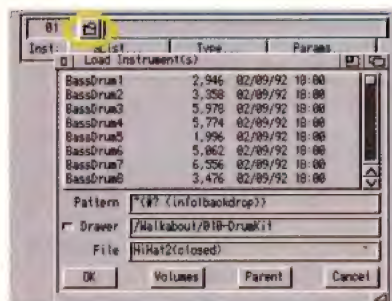 01
Inst: aList... Type... Params
Load Instrument(s)
BassDrum1 2,946 02/09/92 18:00
BassDrum2 3,358 02/09/92 18:00
BassDrum3 5,978 02/09/92 18:00
BassDrum4 5,774 02/09/92 18:00
BassDrum5 1,996 02/09/92 18:00
BassDrum6 5,062 02/09/92 18:00
BassDrum7 6,556 02/09/92 18:00
BassDrum8 3,476 02/09/92 18:00
Pattern ~(#? (info|backdrop))
Drawer /Walkabout/010-DrumKit
File HiHat2(closed)
OK Volumes Parent Cancel